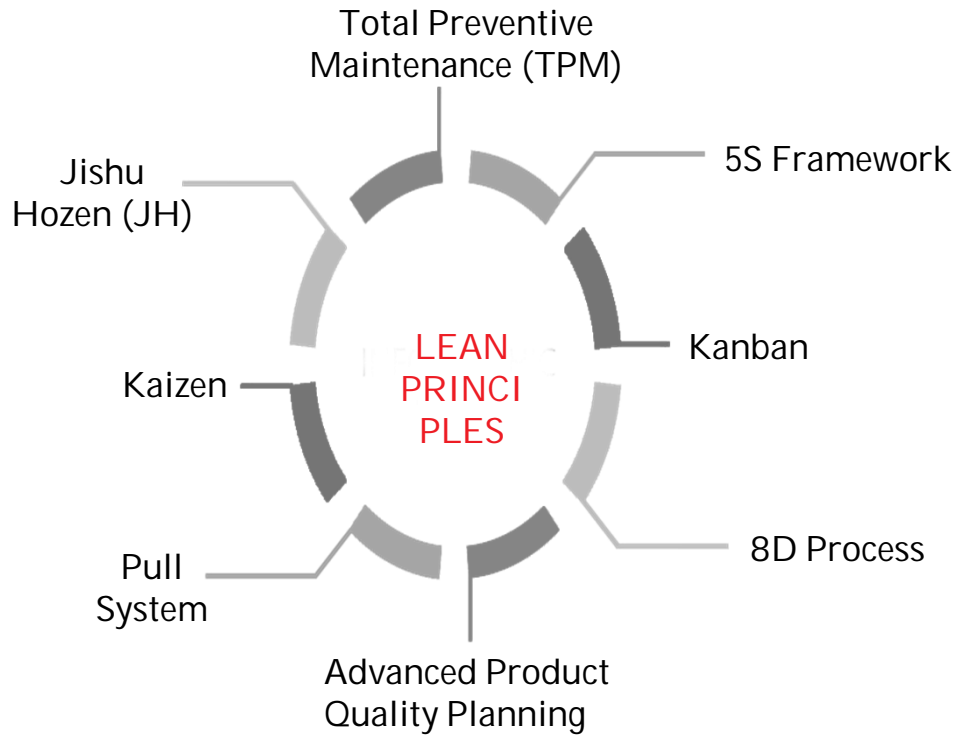 Total Preventive
Maintenance (TPM)
5S Framework
Jishu
Hozen (JH)
Kanban
LEAN
PRINCI
PLES
Kaizen
8D Process
Pull
System
Advanced Product
Quality Planning